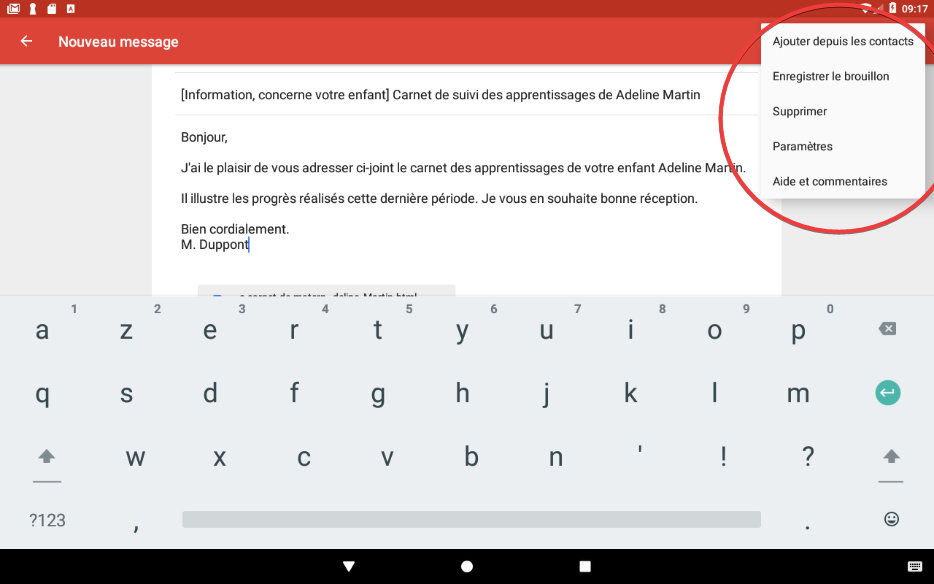 09:17
Nouveau message
Ajouter depuis les contacts
Enregistrer le brouillon
Supprimer
Paramètres
Aide et commentaires
[Information, concerne votre enfant] Carnet de suivi des apprentissages de Adeline Martin
Bonjour,
J'ai le plaisir de vous adresser ci-joint le carnet des apprentissages de votre enfant Adeline Martin.
Il illustre les progrès réalisés cette dernière période. Je vous en souhaite bonne réception.
Bien cordialement.
M. Duppont
1 2 3 4 5 6 7 8 9 0
a z e r t y u i o p
q s d f g h j k l m
w x c v b n ' ! ?
?123 , .